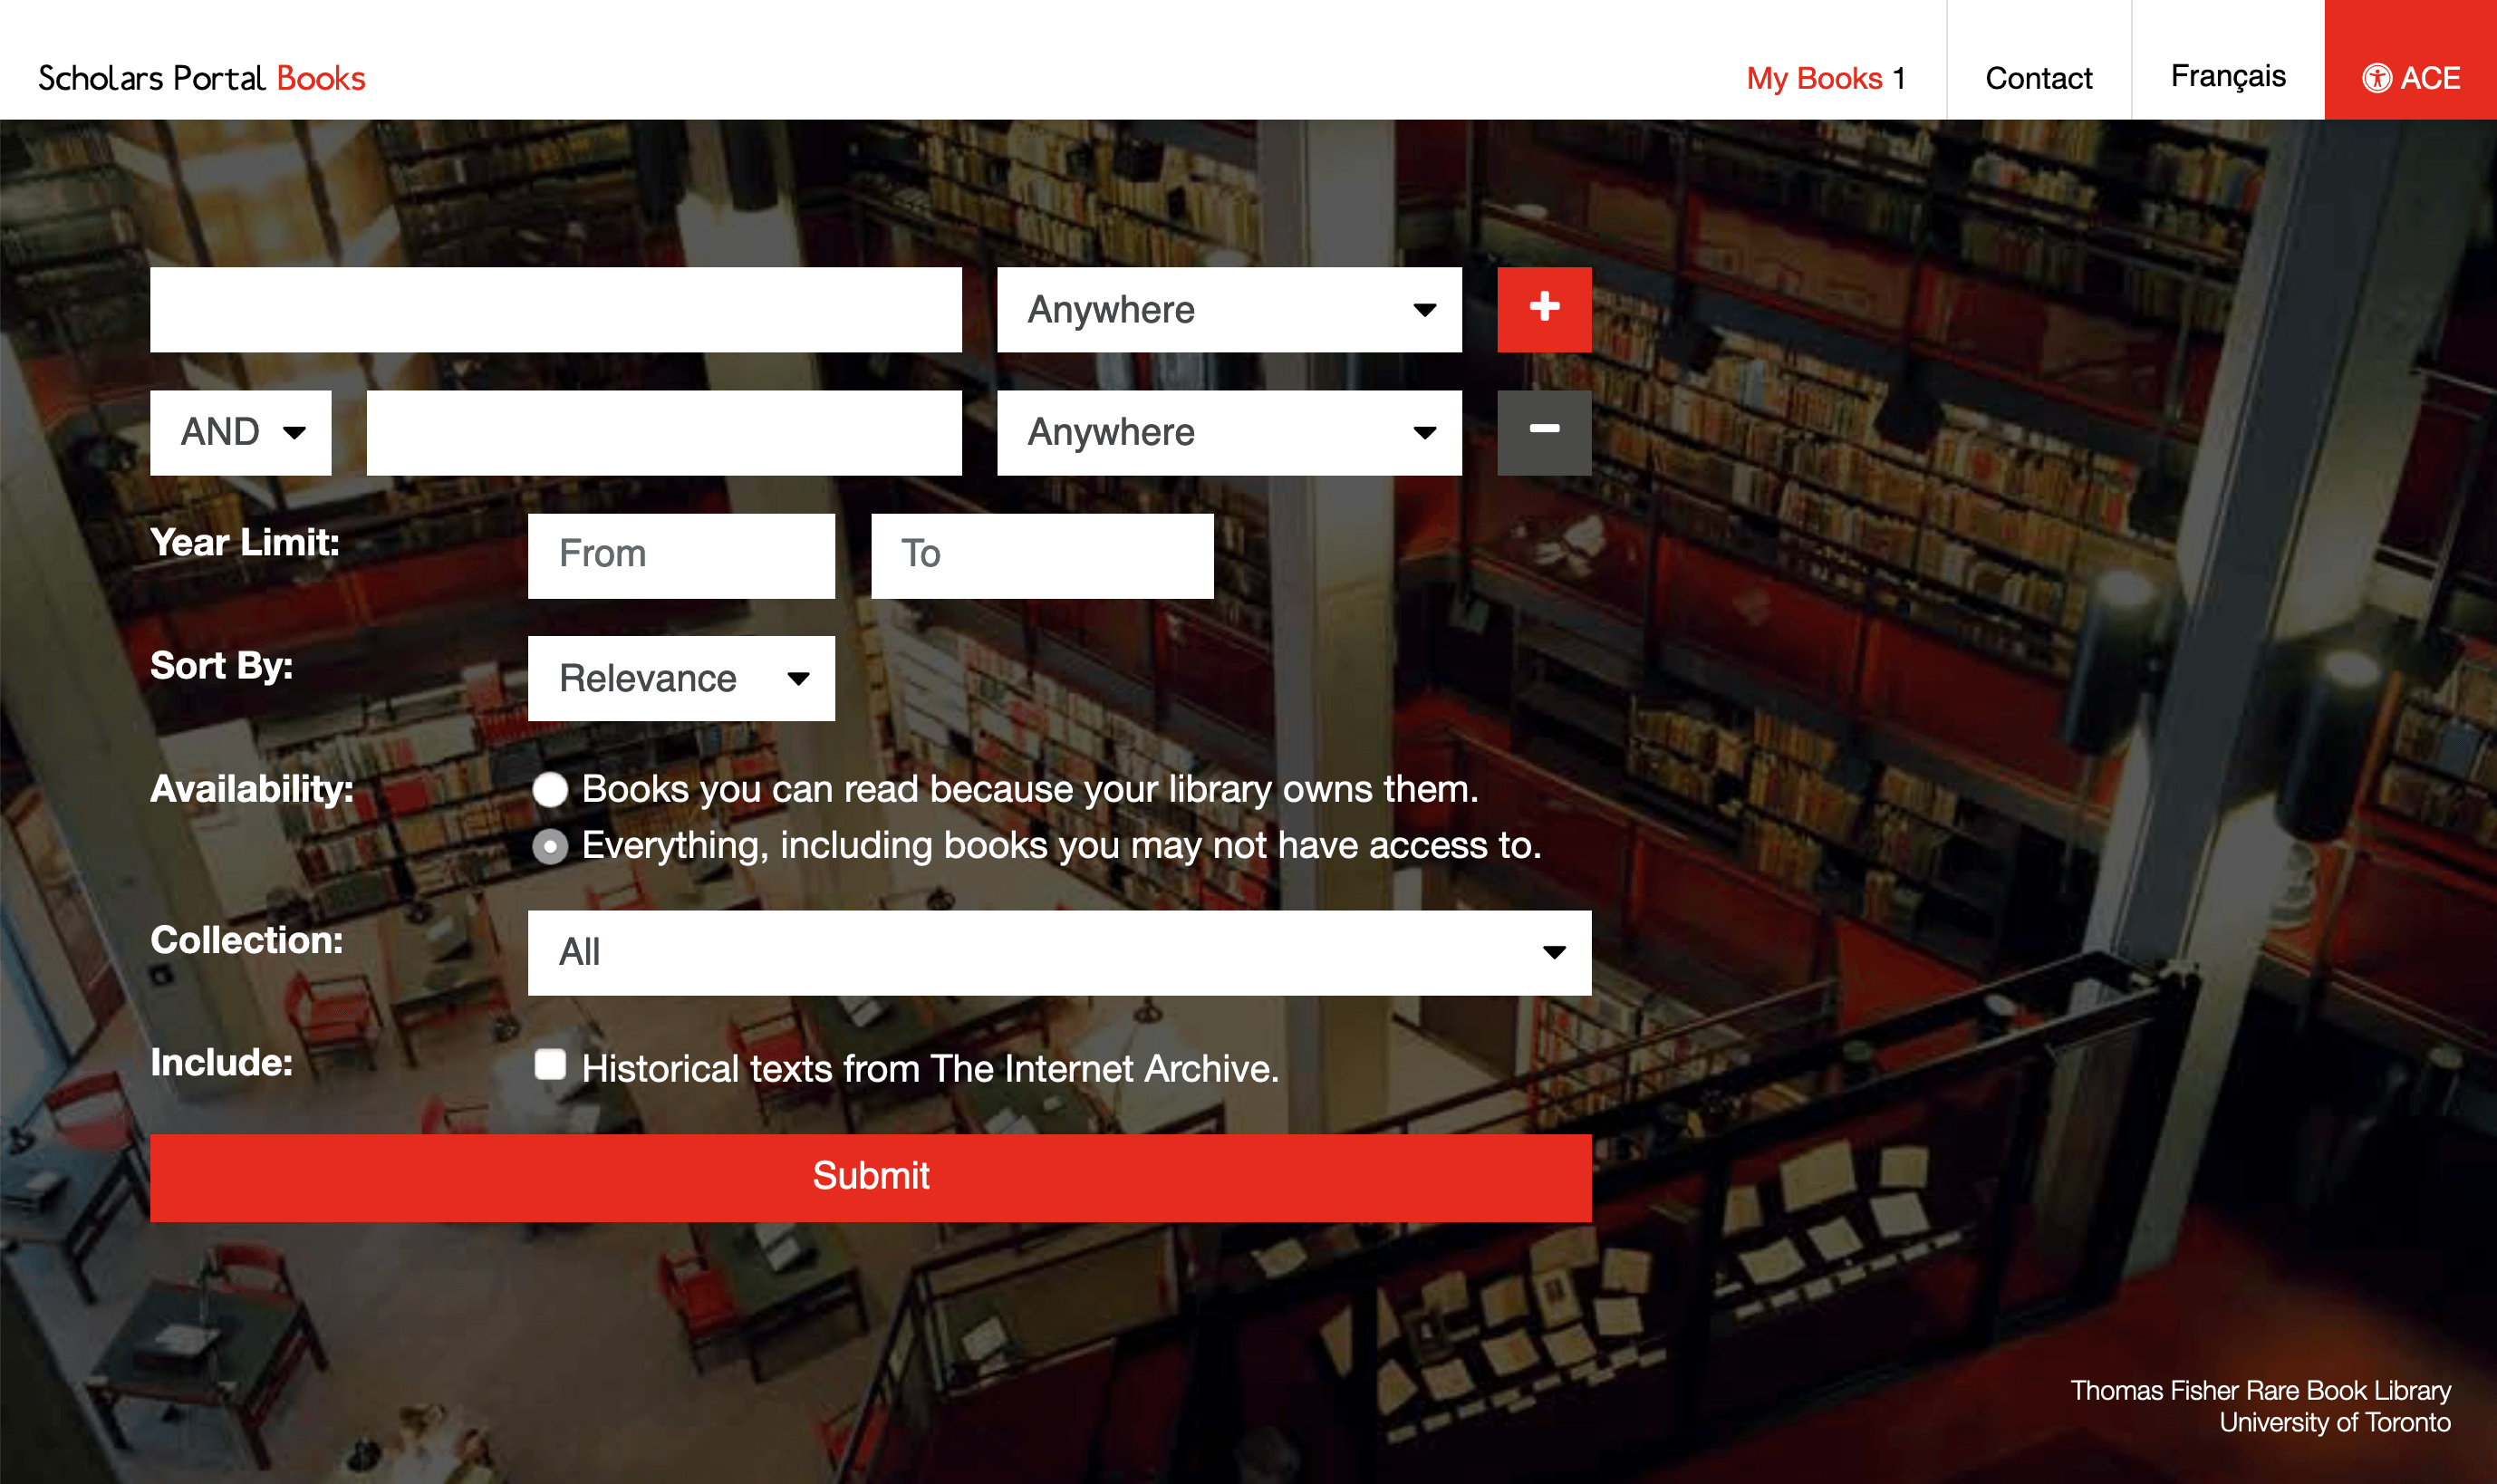 Scholars Portal Books
My Books 1
Contact
Français
ACE
Anywhere
AND
Anywhere
Year Limit:
From
To
Sort By:
Relevance
Availability:
Books you can read because your library owns them.
Everything, including books you may not have access to.
Collection:
All
Include:
Historical texts from The Internet Archive.
Submit
Thomas Fisher Rare Book Library
University of Toronto